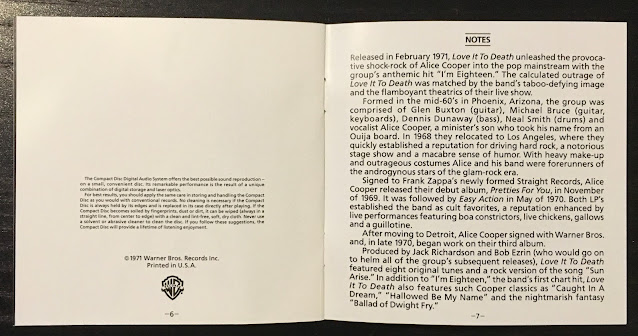 The Compact Disc Digital Audio System offers the best possible sound reproduction –
on a small, convenient disc. Its remarkable performance is the result of a unique
combination of digital storage and laser optics.
For best results, you should apply the same care in storing and handling the Compact
Disc as you would with conventional records. No cleaning is necessary if the Compact
Disc is always held by its edges and is replaced in its case directly after playing. If the
Compact Disc becomes soiled by fingerprints, dust or dirt, it can be wiped (always in a
straight line, from center to edge) with a clean and lint-free, soft, dry cloth. Never use
a solvent or abrasive cleaner to clean the disc. If you follow these suggestions, the
Compact Disc will provide a lifetime of listening enjoyment.
©1971 Warner Bros. Records Inc.
Printed in U.S.A.
–6–
NOTES
Released in February 1971, Love It To Death unleashed the provoca-
tive shock-rock of Alice Cooper into the pop mainstream with the
group's anthemic hit "I'm Eighteen." The calculated outrage of
Love It To Death was matched by the band's taboo-defying image
and the flamboyant theatrics of their live show.
Formed in the mid-60's in Phoenix, Arizona, the group was
comprised of Glen Buxton (guitar), Michael Bruce (guitar,
keyboards), Dennis Dunaway (bass), Neal Smith (drums) and
vocalist Alice Cooper, a minister's son who took his name from an
Ouija board. In 1968 they relocated to Los Angeles, where they
quickly established a reputation for driving hard rock, a notorious
stage show and a macabre sense of humor. With heavy make-up
and outrageous costumes Alice and his band were forerunners of
the androgynous stars of the glam-rock era.
Signed to Frank Zappa's newly formed Straight Records, Alice
Cooper released their debut album, Pretties For You, in November
of 1969. It was followed by Easy Action in May of 1970. Both LP's
established the band as cult favorites, a reputation enhanced by
live performances featuring boa constrictors, live chickens, gallows
and a guillotine.
After moving to Detroit, Alice Cooper signed with Warner Bros.
and, in late 1970, began work on their third album.
Produced by Jack Richardson and Bob Ezrin (who would go on
to helm all of the group's subsequent releases), Love It To Death
featured eight original tunes and a rock version of the song "Sun
Arise." In addition to "I'm Eighteen," the band's first chart hit, Love
It To Death also features such Cooper classics as "Caught In A
Dream," "Hallowed Be My Name" and the nightmarish fantasy
"Ballad of Dwight Fry."
–7–